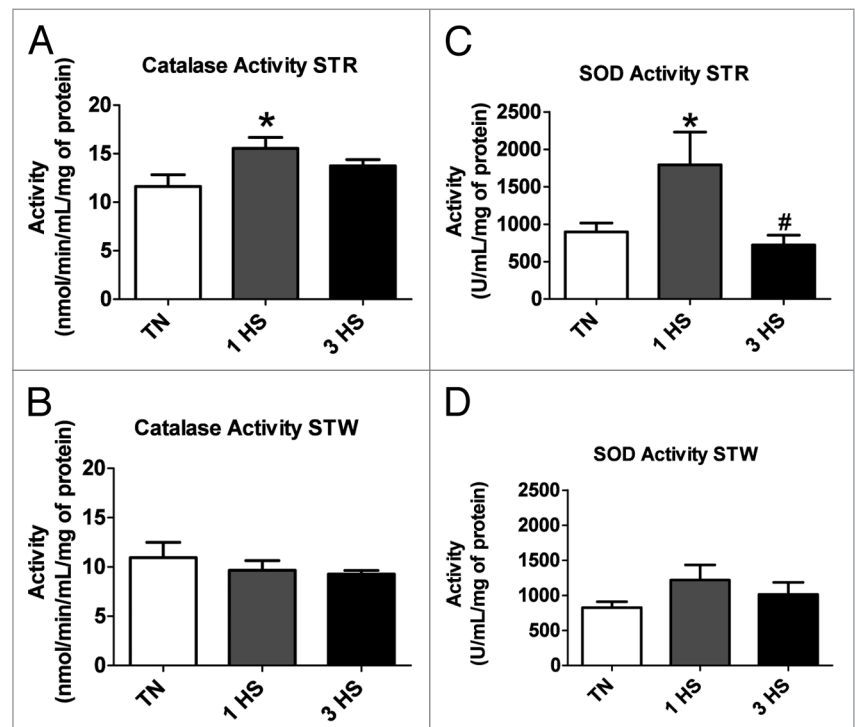 A
Catalase Activity STR
Activity
(nmol/min/mL/mg of protein)
20
15
10
5
0
*
TN
1 HS
3 HS
C
SOD Activity STR
Activity
(U/mL/mg of protein)
2500
2000
1500
1000
500
0
*
#
TN
1 HS
3 HS
B
Catalase Activity STW
Activity
(nmol/min/mL/mg of protein)
20
15
10
5
0
TN
1 HS
3 HS
D
SOD Activity STW
Activity
(U/mL/mg of protein)
2500
2000
1500
1000
500
0
TN
1 HS
3 HS